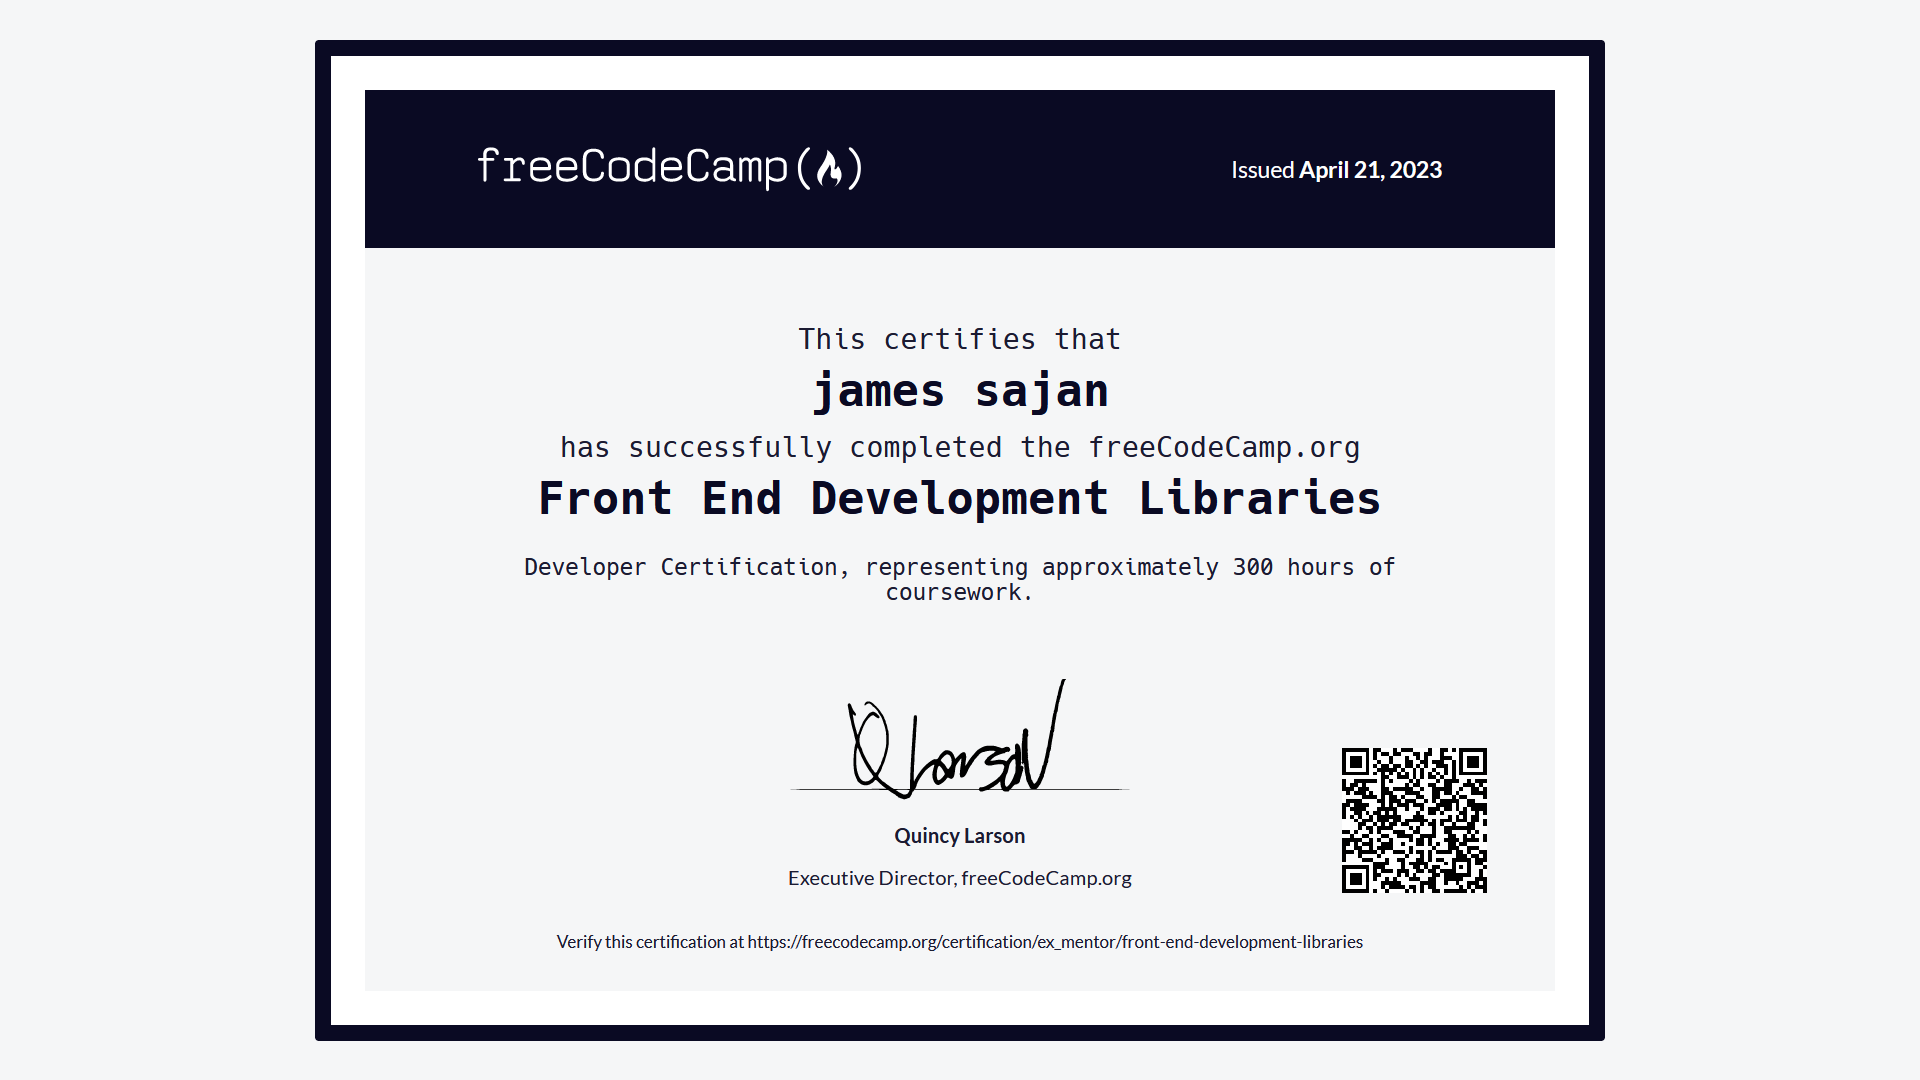 freeCodeCamp
Issued April 21, 2023
This certifies that
james sajan
has successfully completed the freeCodeCamp.org
Front End Development Libraries
Developer Certification, representing approximately 300 hours of
coursework.
Q Larson
Quincy Larson
Executive Director, freeCodeCamp.org
Verify this certification at https://freecodecamp.org/certification/ex_mentor/front-end-development-libraries